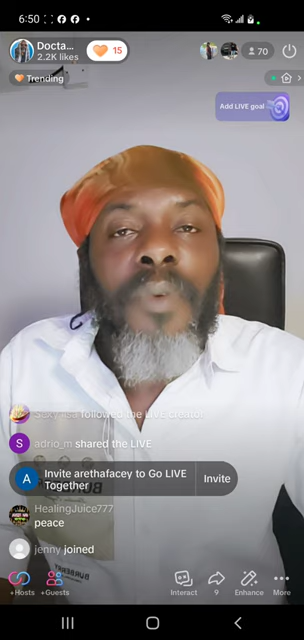 6:50
Docta...
2.2K likes
15
70
Trending
Add LIVE goal
followed the LIVE creator
S
adrio_m shared the LIVE
A
Invite arethafacey to Go LIVE
Together
Invite
HealingJuice777
peace
BURBERRY
jenny joined
+Hosts
+Guests
Interact
9
Enhance
More